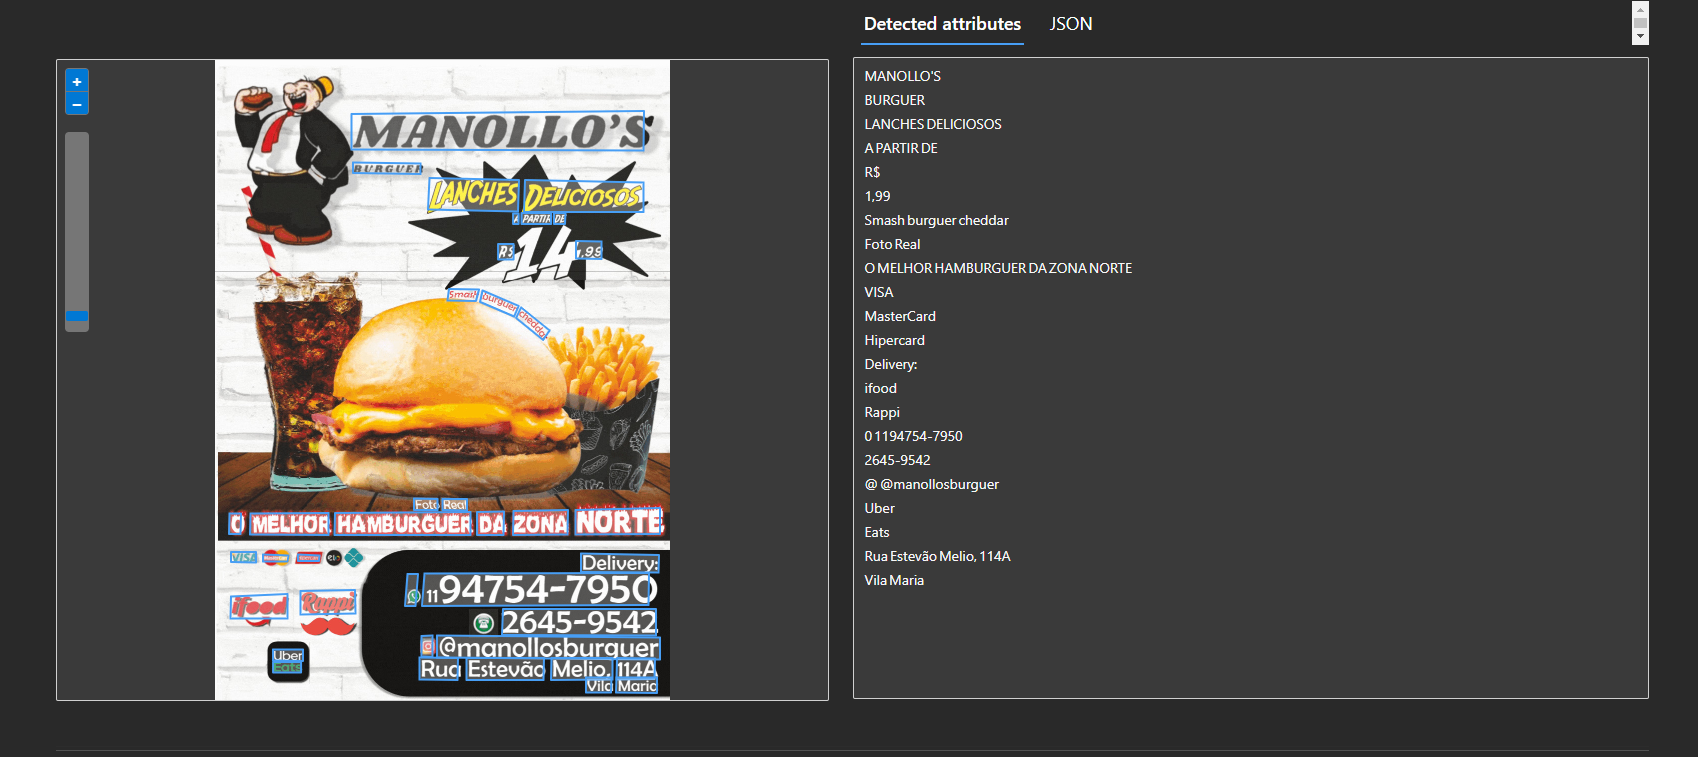 Detected attributes JSON
+
−
MANOLLO'S
BURGUER
LANCHES DELICIOSOS
A PARTIR DE
R$ 14 1,99
Smash burguer cheddar
Foto Real
O MELHOR HAMBURGUER DA ZONA NORTE
VISA MasterCard Hipercard elo
Delivery:
11 94754-7950
ifood Rappi
2645-9542
@manollosburguer
Uber
Eats
Rua Estevão Melio, 114A
Vila Maria
MANOLLO'S
BURGUER
LANCHES DELICIOSOS
A PARTIR DE
R$
1,99
Smash burguer cheddar
Foto Real
O MELHOR HAMBURGUER DA ZONA NORTE
VISA
MasterCard
Hipercard
Delivery:
ifood
Rappi
0 1194754-7950
2645-9542
@ @manollosburguer
Uber
Eats
Rua Estevão Melio, 114A
Vila Maria